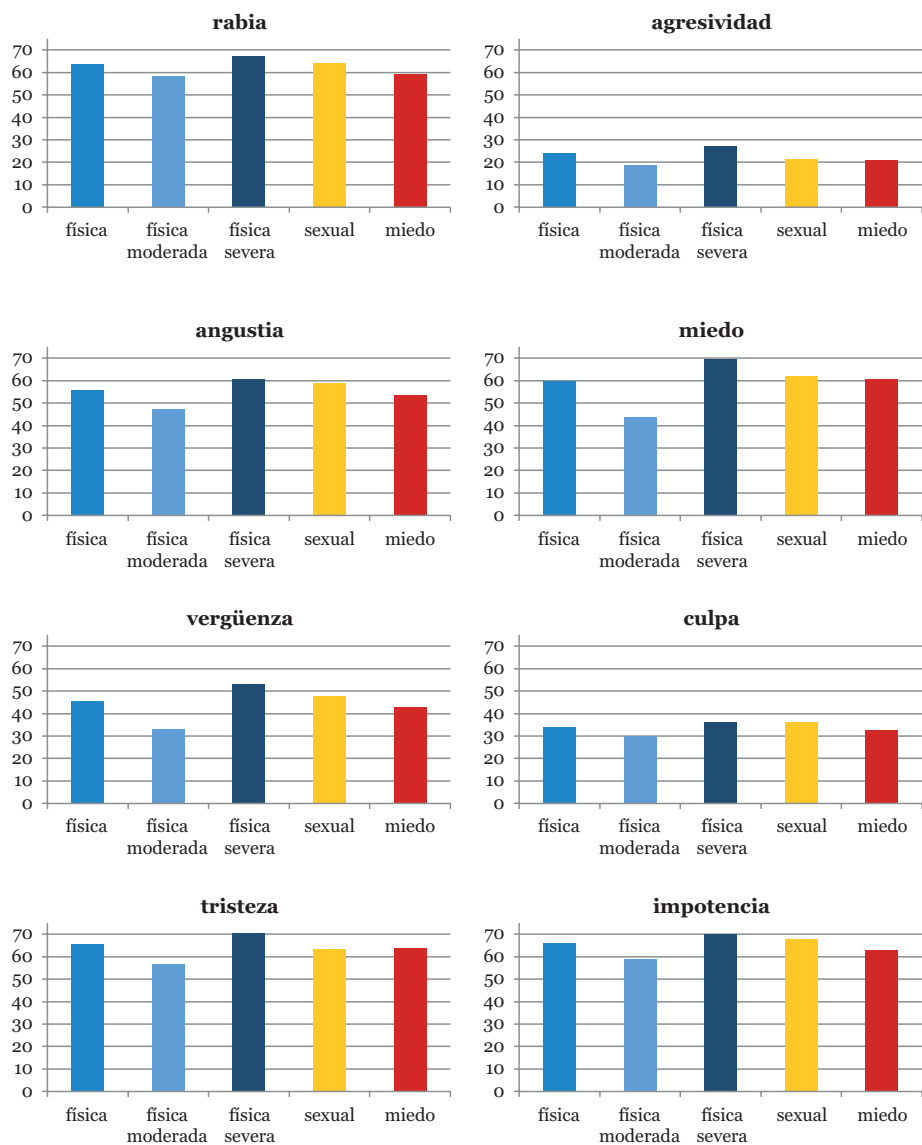 rabia
70
60
50
40
30
20
10
0
física
física
moderada
física
severa
sexual
miedo
agresividad
70
60
50
40
30
20
10
0
física
física
moderada
física
severa
sexual
miedo
angustia
70
60
50
40
30
20
10
0
física
física
moderada
física
severa
sexual
miedo
miedo
70
60
50
40
30
20
10
0
física
física
moderada
física
severa
sexual
miedo
vergüenza
70
60
50
40
30
20
10
0
física
física
moderada
física
severa
sexual
miedo
culpa
70
60
50
40
30
20
10
0
física
física
moderada
física
severa
sexual
miedo
tristeza
70
60
50
40
30
20
10
0
física
física
moderada
física
severa
sexual
miedo
impotencia
70
60
50
40
30
20
10
0
física
física
moderada
física
severa
sexual
miedo